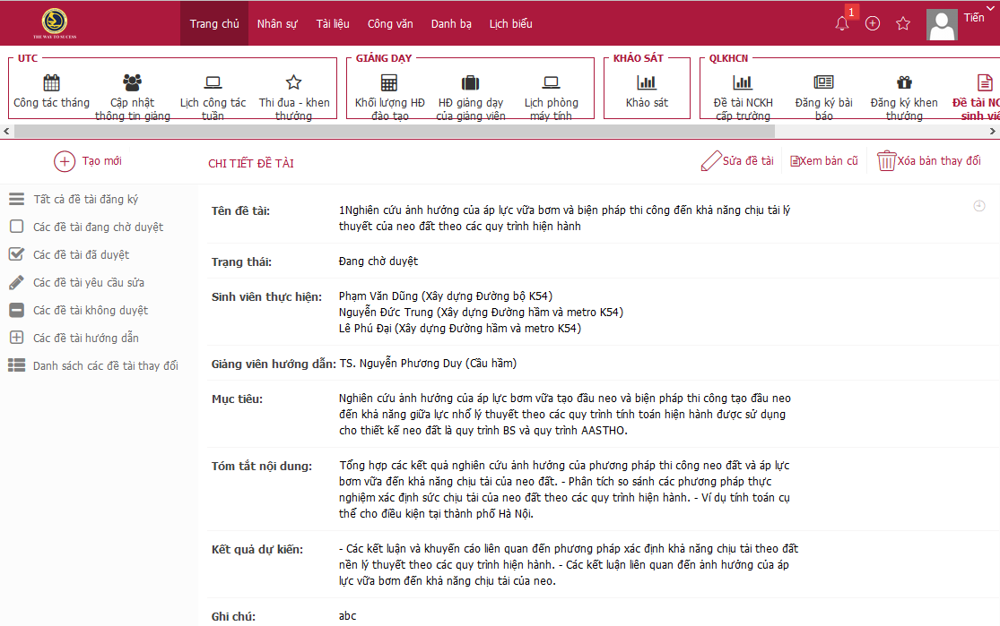 THE WAY TO SUCESS
Trang chủ Nhân sự Tài liệu Công văn Danh bạ Lịch biểu 1 Tiến
UTC GIẢNG DẠY KHẢO SÁT QLKHCN
Công tác tháng Cập nhật Lịch công tác Thi đua - khen Khối lượng HĐ HĐ giảng dạy Lịch phòng Khảo sát Đề tài NCKH Đăng ký bài Đăng ký khen Đề tài NC
thông tin giảng tuần thưởng đào tạo của giảng viên máy tính cấp trường báo thưởng sinh viê
Tạo mới CHI TIẾT ĐỀ TÀI Sửa đề tài Xem bản cũ Xóa bản thay đổi
Tất cả đề tài đăng ký
Các đề tài đang chờ duyệt
Các đề tài đã duyệt
Các đề tài yêu cầu sửa
Các đề tài không duyệt
Các đề tài hướng dẫn
Danh sách các đề tài thay đổi
Tên đề tài: 1Nghiên cứu ảnh hưởng của áp lực vữa bơm và biện pháp thi công đến khả năng chịu tải lý
thuyết của neo đất theo các quy trình hiện hành
Trạng thái: Đang chờ duyệt
Sinh viên thực hiện: Phạm Văn Dũng (Xây dựng Đường bộ K54)
Nguyễn Đức Trung (Xây dựng Đường hầm và metro K54)
Lê Phú Đại (Xây dựng Đường hầm và metro K54)
Giảng viên hướng dẫn: TS. Nguyễn Phương Duy (Cầu hầm)
Mục tiêu: Nghiên cứu ảnh hưởng của áp lực bơm vữa tạo đầu neo và biện pháp thi công tạo đầu neo
đến khả năng giữa lực nhổ lý thuyết theo các quy trình tính toán hiện hành được sử dụng
cho thiết kế neo đất là quy trình BS và quy trình AASTHO.
Tóm tắt nội dung: Tổng hợp các kết quả nghiên cứu ảnh hưởng của phương pháp thi công neo đất và áp lực
bơm vữa đến khả năng chịu tải của neo đất. - Phân tích so sánh các phương pháp thực
nghiệm xác định sức chịu tải của neo đất theo các quy trình hiện hành. - Ví dụ tính toán cụ
thể cho điều kiện tại thành phố Hà Nội.
Kết quả dự kiến: - Các kết luận và khuyến cáo liên quan đến phương pháp xác định khả năng chịu tải theo đất
nền lý thuyết theo các quy trình hiện hành. - Các kết luận liên quan đến ảnh hưởng của áp
lực vữa bơm đến khả năng chịu tải của neo.
Ghi chú: abc